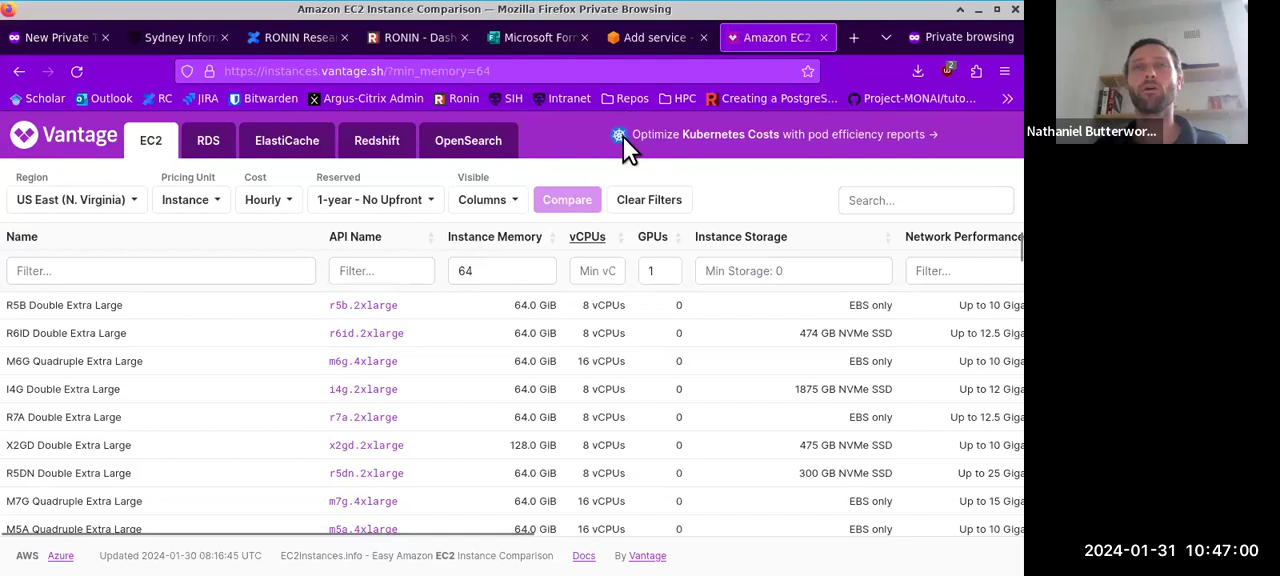 Amazon EC2 Instance Comparison — Mozilla Firefox Private Browsing
New Private T
Sydney Inforn
RONIN Resea
RONIN - Dash
Microsoft For
Add service -
Amazon EC2
Private browsing
https://instances.vantage.sh/?min_memory=64
2
Scholar
Outlook
RC
JIRA
Bitwarden
Argus-Citrix Admin
Ronin
SIH
Intranet
Repos
HPC
Creating a PostgreS...
Project-MONAI/tuto...
Vantage
EC2
RDS
ElastiCache
Redshift
OpenSearch
Optimize Kubernetes Costs with pod efficiency reports →
Region
Pricing Unit
Cost
Reserved
Visible
US East (N. Virginia)
Instance
Hourly
1-year - No Upfront
Columns
Compare
Clear Filters
Search...
Name API Name Instance Memory vCPUs GPUs Instance Storage Network Performance
Filter... Filter... 64 Min vC 1 Min Storage: 0 Filter...
R5B Double Extra Large r5b.2xlarge 64.0 GiB 8 vCPUs 0 EBS only Up to 10 Giga
R6ID Double Extra Large r6id.2xlarge 64.0 GiB 8 vCPUs 0 474 GB NVMe SSD Up to 12.5 Giga
M6G Quadruple Extra Large m6g.4xlarge 64.0 GiB 16 vCPUs 0 EBS only Up to 10 Giga
I4G Double Extra Large i4g.2xlarge 64.0 GiB 8 vCPUs 0 1875 GB NVMe SSD Up to 12 Giga
R7A Double Extra Large r7a.2xlarge 64.0 GiB 8 vCPUs 0 EBS only Up to 12.5 Giga
X2GD Double Extra Large x2gd.2xlarge 128.0 GiB 8 vCPUs 0 475 GB NVMe SSD Up to 10 Giga
R5DN Double Extra Large r5dn.2xlarge 64.0 GiB 8 vCPUs 0 300 GB NVMe SSD Up to 25 Giga
M7G Quadruple Extra Large m7g.4xlarge 64.0 GiB 16 vCPUs 0 EBS only Up to 15 Giga
M5A Quadruple Extra Large m5a.4xlarge 64.0 GiB 16 vCPUs 0 EBS only Up to 10 Giga
AWS Azure Updated 2024-01-30 08:16:45 UTC EC2Instances.info - Easy Amazon EC2 Instance Comparison Docs By Vantage
Nathaniel Butterwor...
2024-01-31 10:47:00